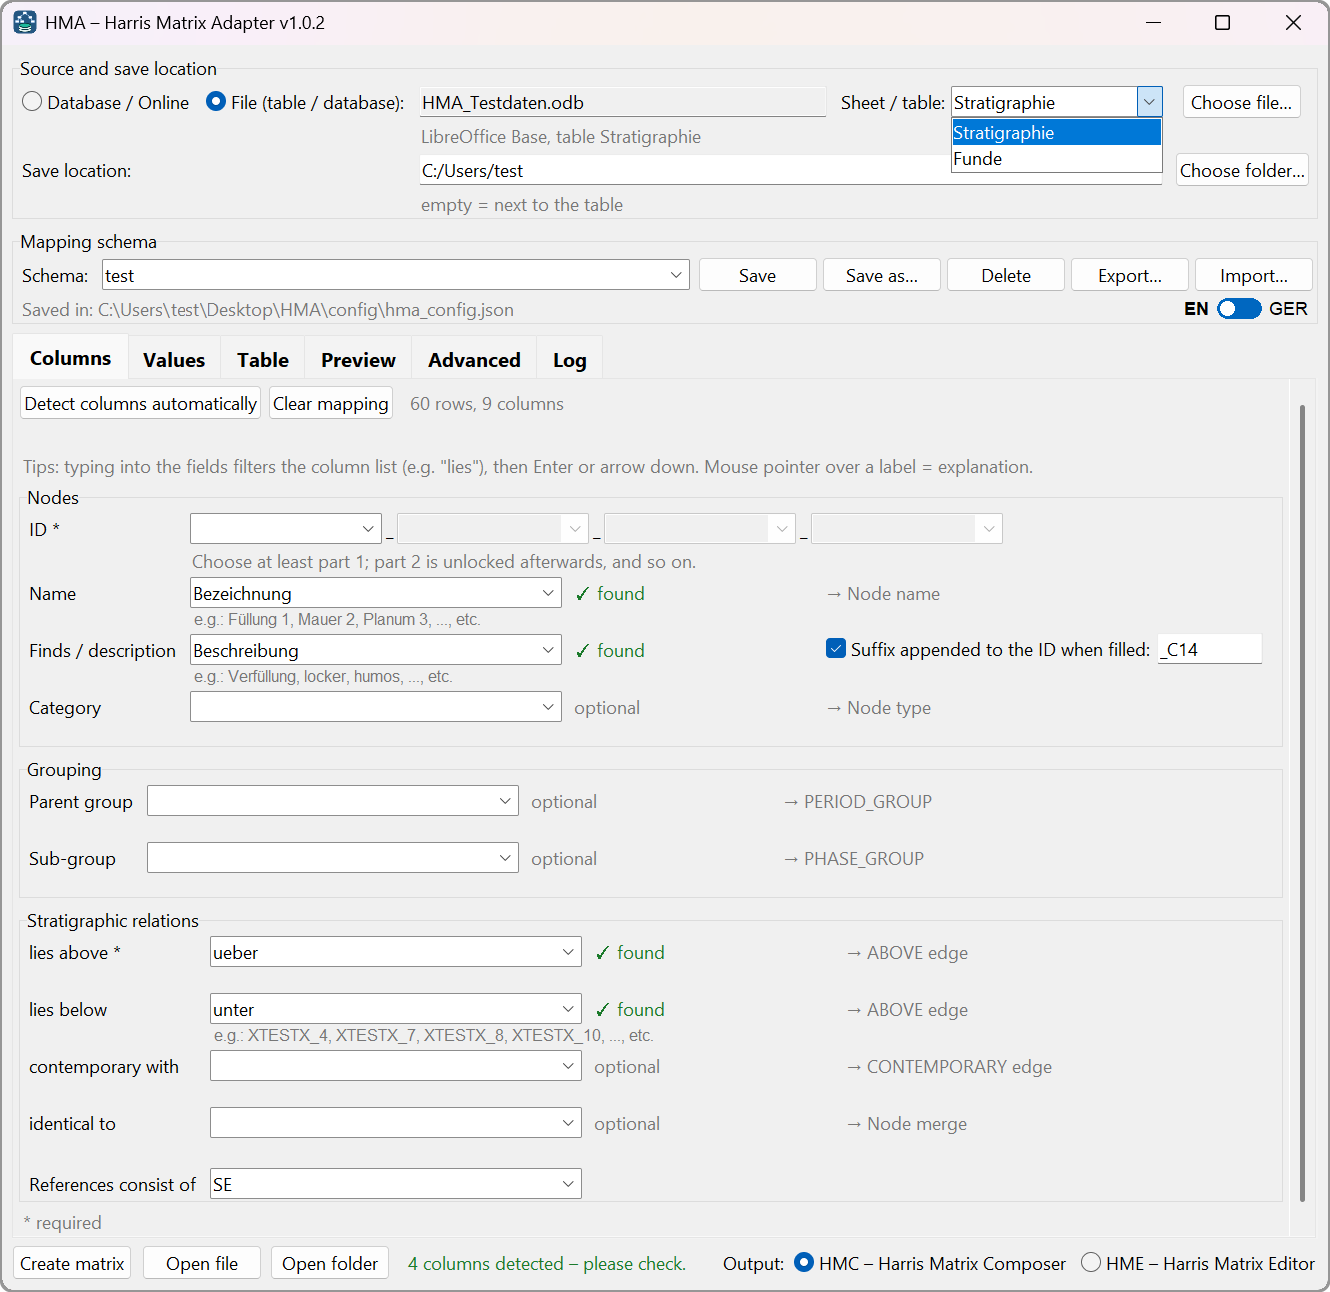 HMA – Harris Matrix Adapter v1.0.2
Source and save location
Database / Online File (table / database): HMA_Testdaten.odb Sheet / table: Stratigraphie Choose file...
LibreOffice Base, table Stratigraphie
Stratigraphie
Funde
Save location: C:/Users/test Choose folder...
empty = next to the table
Mapping schema
Schema: test Save Save as... Delete Export... Import...
Saved in: C:\Users\test\Desktop\HMA\config\hma_config.json EN GER
Columns Values Table Preview Advanced Log
Detect columns automatically Clear mapping 60 rows, 9 columns
Tips: typing into the fields filters the column list (e.g. "lies"), then Enter or arrow down. Mouse pointer over a label = explanation.
Nodes
ID * _ _ _
Choose at least part 1; part 2 is unlocked afterwards, and so on.
Name Bezeichnung ✓ found → Node name
e.g.: Füllung 1, Mauer 2, Planum 3, ..., etc.
Finds / description Beschreibung ✓ found Suffix appended to the ID when filled: _C14
e.g.: Verfüllung, locker, humos, ..., etc.
Category optional → Node type
Grouping
Parent group optional → PERIOD_GROUP
Sub-group optional → PHASE_GROUP
Stratigraphic relations
lies above * ueber ✓ found → ABOVE edge
lies below unter ✓ found → ABOVE edge
e.g.: XTESTX_4, XTESTX_7, XTESTX_8, XTESTX_10, ..., etc.
contemporary with optional → CONTEMPORARY edge
identical to optional → Node merge
References consist of SE
* required
Create matrix Open file Open folder 4 columns detected – please check. Output: HMC – Harris Matrix Composer HME – Harris Matrix Editor